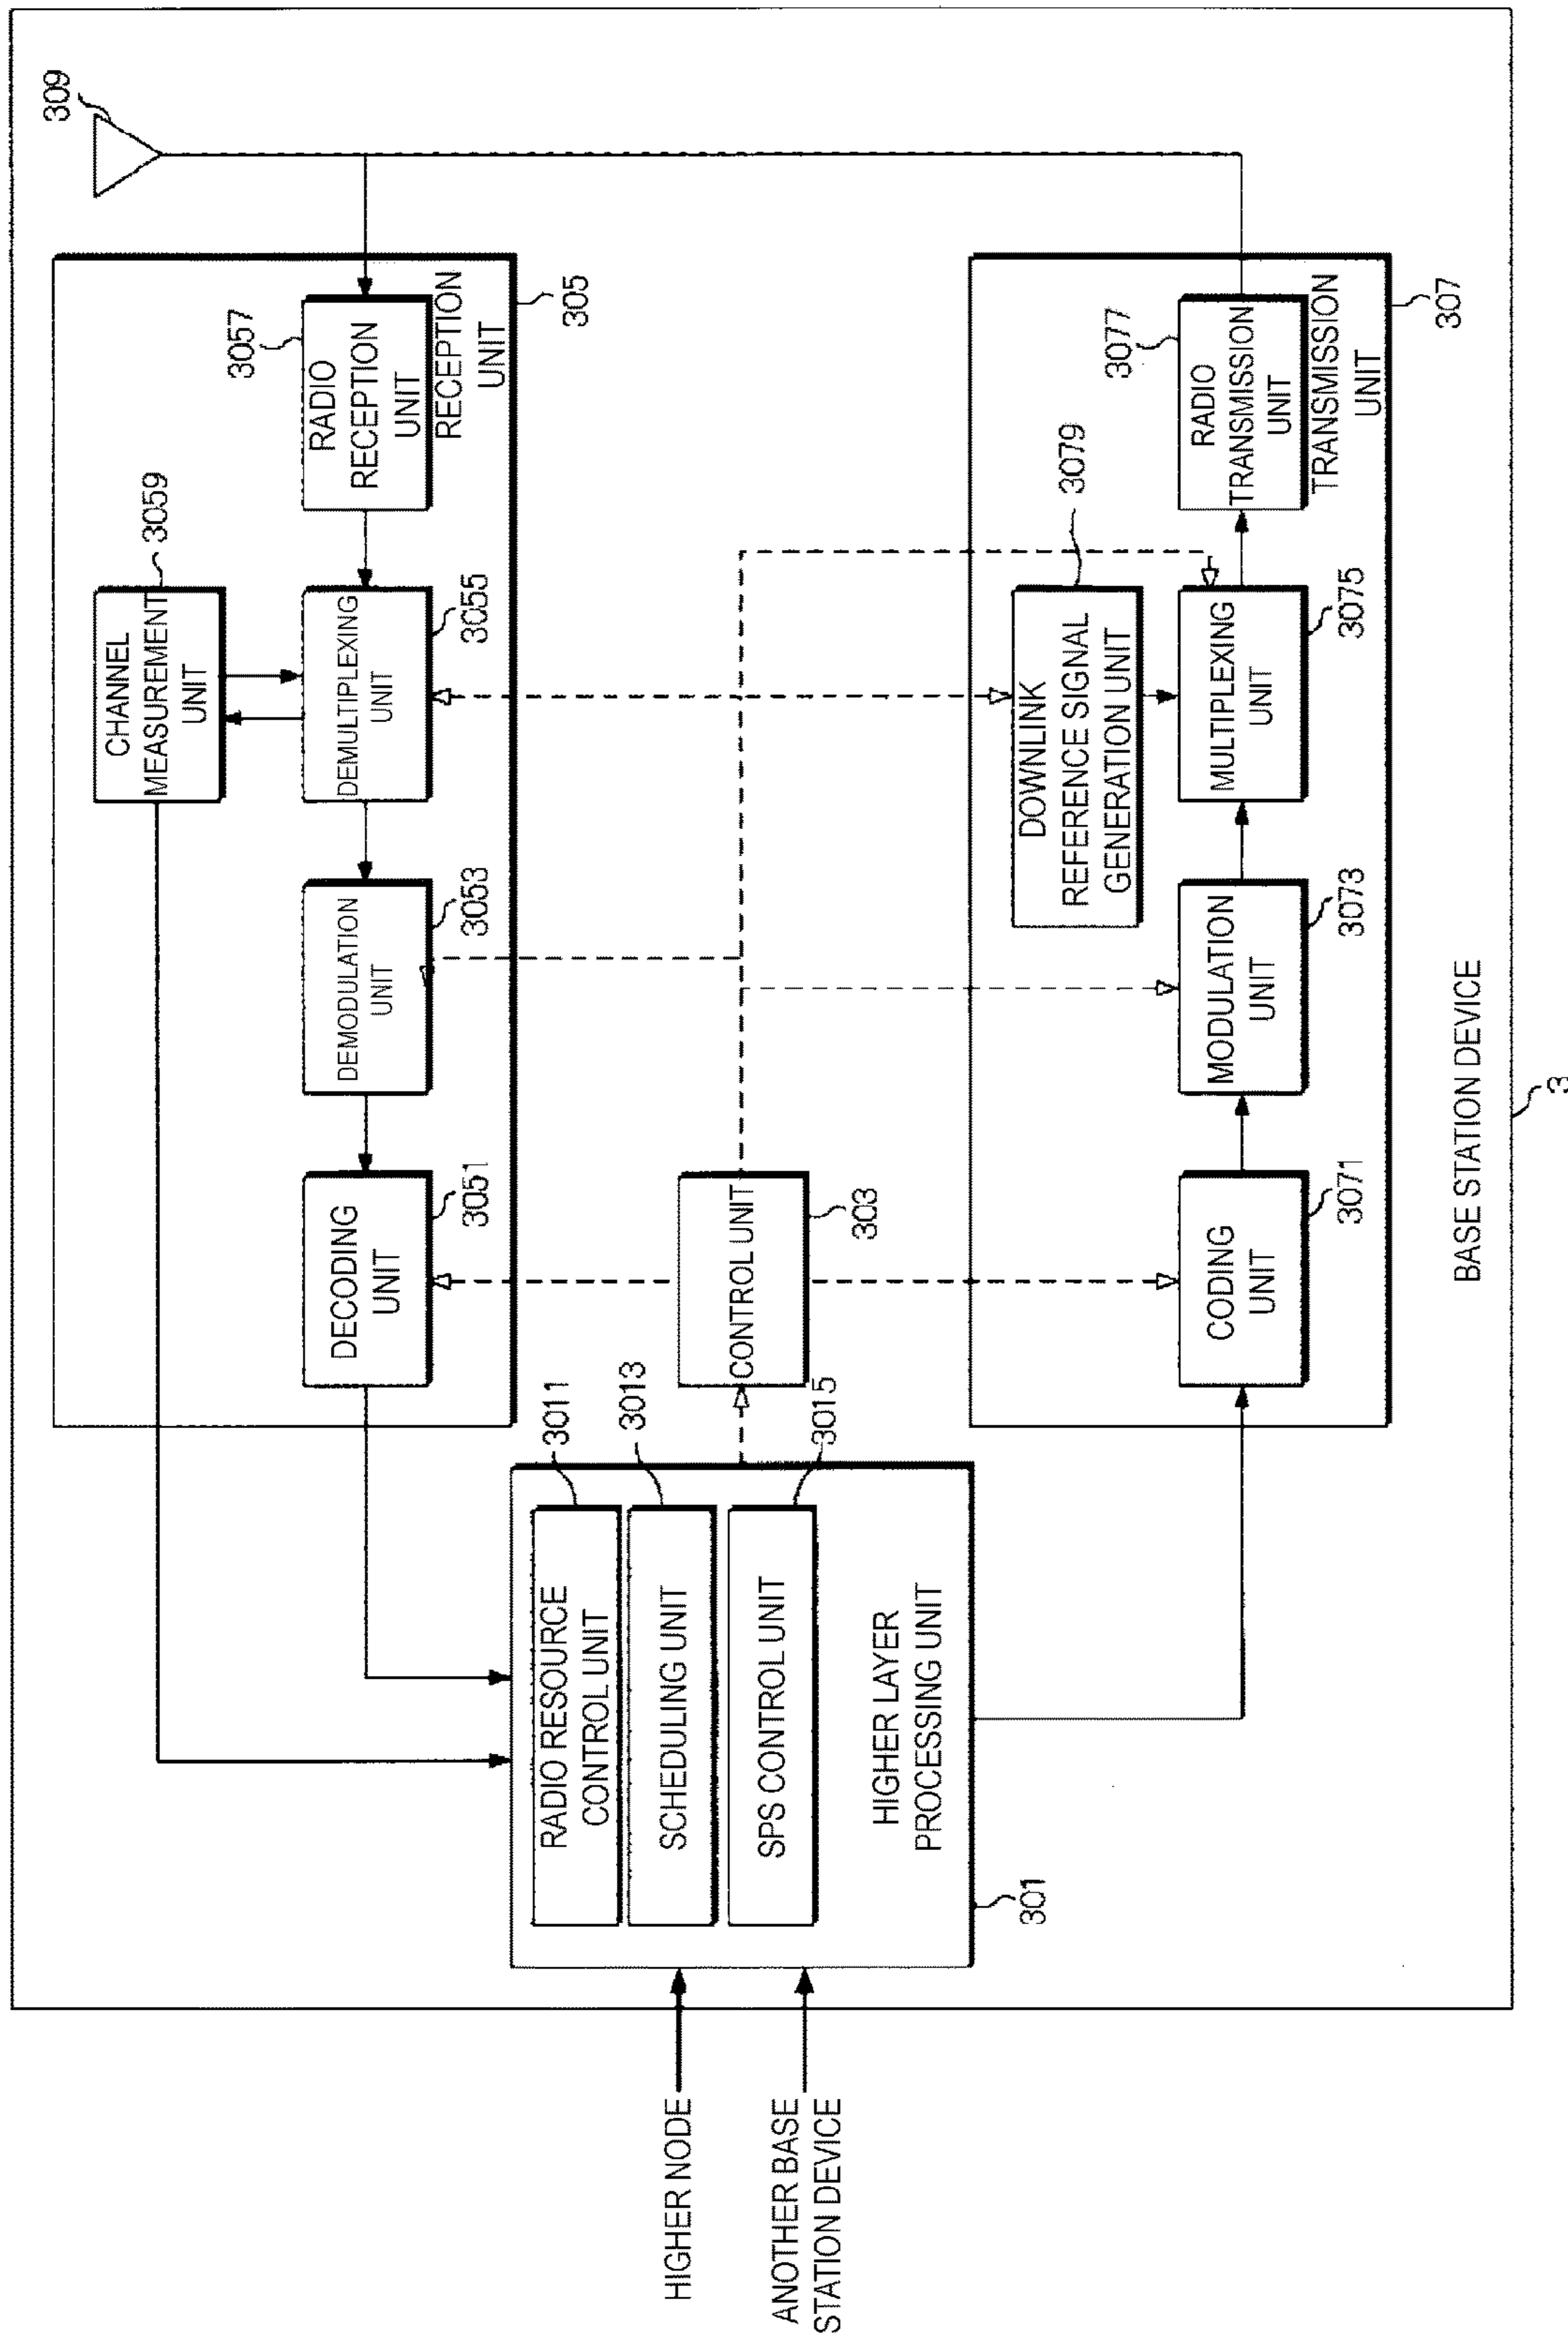 309
3057
RADIO
RECEPTION
UNIT
RECEPTION
UNIT
305
CHANNEL
MEASUREMENT
UNIT
3059
DEMULTIPLEXING
UNIT
3055
DEMODULATION
UNIT
3053
DECODING
UNIT
3051
CONTROL UNIT
303
RADIO RESOURCE
CONTROL UNIT
3011
SCHEDULING UNIT
3013
SPS CONTROL UNIT
3015
HIGHER LAYER
PROCESSING UNIT
301
HIGHER NODE
ANOTHER BASE
STATION DEVICE
CODING
UNIT
3071
MODULATION
UNIT
3073
DOWNLINK
REFERENCE SIGNAL
GENERATION UNIT
3079
MULTIPLEXING
UNIT
3075
3077
RADIO
TRANSMISSION
UNIT
TRANSMISSION
UNIT
307
BASE STATION DEVICE
3